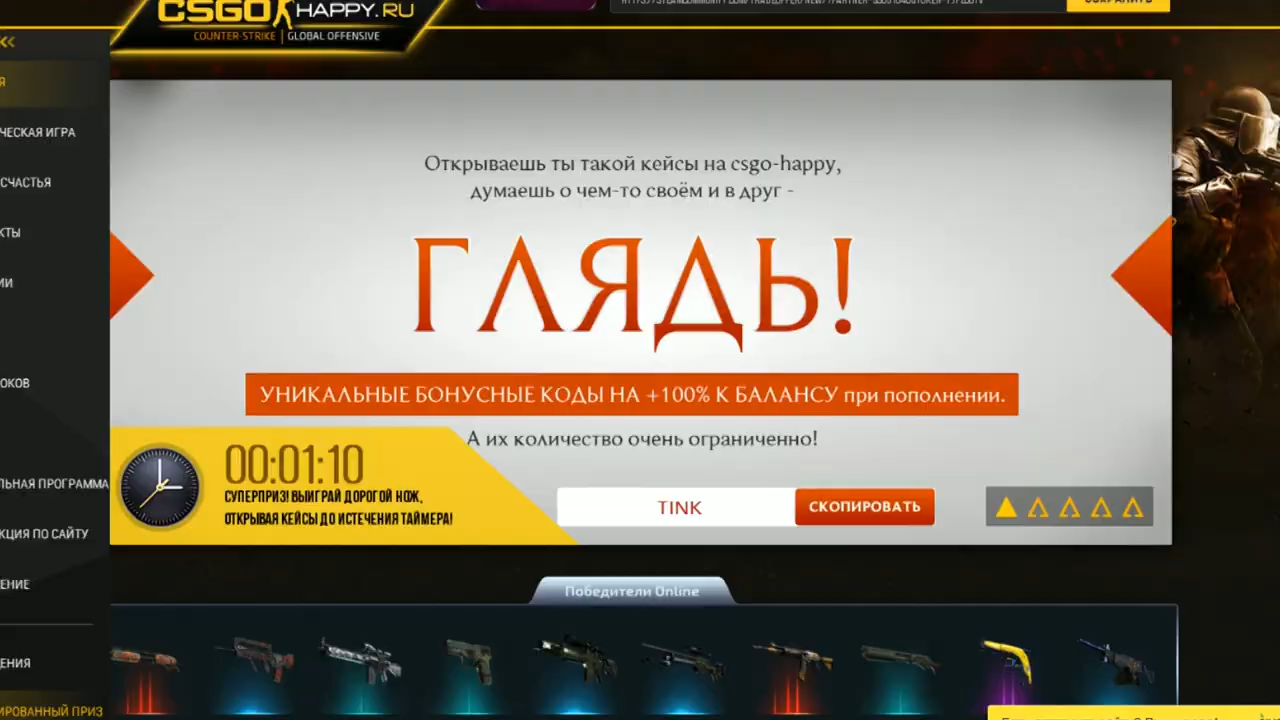 CSGO HAPPY.RU
COUNTER-STRIKE | GLOBAL OFFENSIVE
ЧЕСКАЯ ИГРА
СЧАСТЬЯ
КТЫ
ИИ
ОКОВ
ЛЬНАЯ ПРОГРАММА
КЦИЯ ПО САЙТУ
ЕНИЕ
ЕНИЯ
ИРОВАННЫЙ ПРИЗ
Открываешь ты такой кейсы на csgo-happy,
думаешь о чем-то своём и в друг -
ГЛЯДЬ!
УНИКАЛЬНЫЕ БОНУСНЫЕ КОДЫ НА +100% К БАЛАНСУ при пополнении.
А их количество очень ограниченно!
00:01:10
СУПЕРПРИЗ! ВЫИГРАЙ ДОРОГОЙ НОЖ,
ОТКРЫВАЯ КЕЙСЫ ДО ИСТЕЧЕНИЯ ТАЙМЕРА!
TINK
СКОПИРОВАТЬ
Победители Online